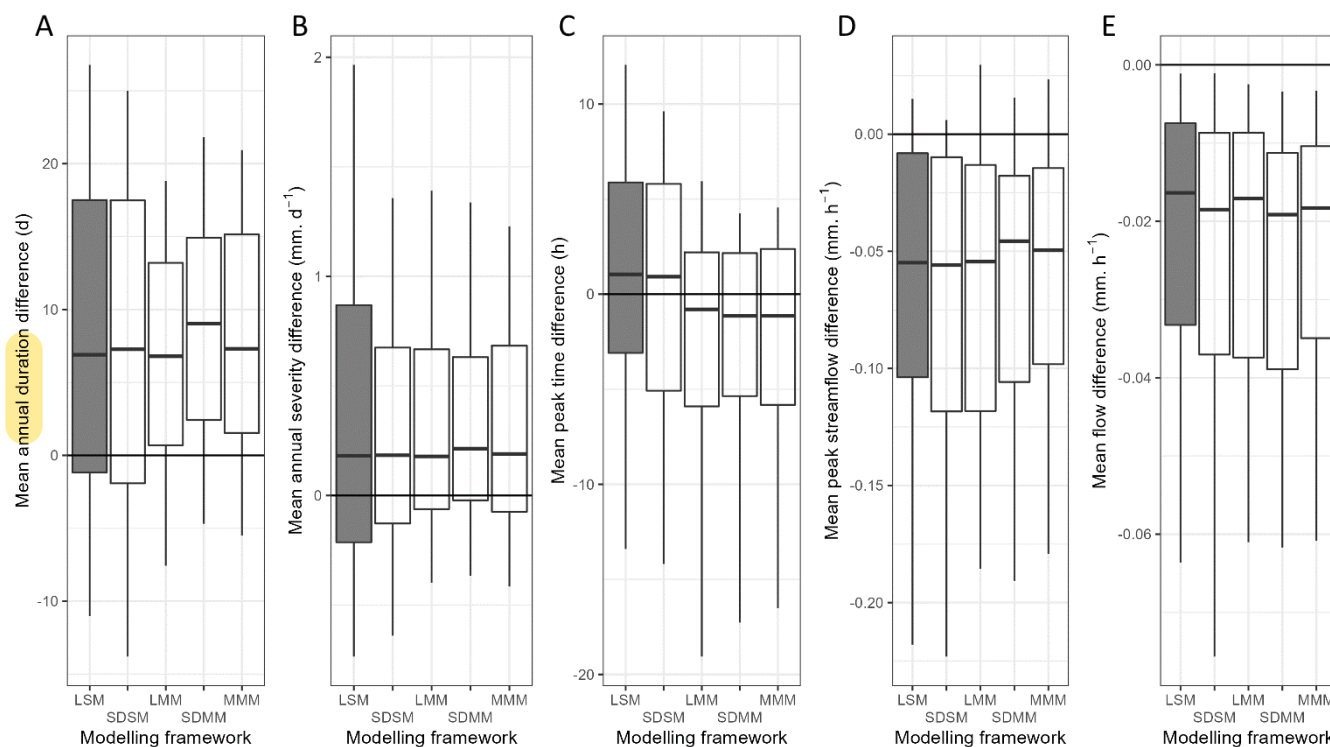 A
B
C
D
E
Mean annual duration difference (d)
20
10
0
-10
LSM
SDSM
LMM
SDMM
MMM
Modelling framework
Mean annual severity difference (mm. d⁻¹)
2
1
0
LSM
SDSM
LMM
SDMM
MMM
Modelling framework
Mean peak time difference (h)
10
0
-10
-20
LSM
SDSM
LMM
SDMM
MMM
Modelling framework
Mean peak streamflow difference (mm. h⁻¹)
0.00
-0.05
-0.10
-0.15
-0.20
LSM
SDSM
LMM
SDMM
MMM
Modelling framework
Mean flow difference (mm. h⁻¹)
0.00
-0.02
-0.04
-0.06
LSM
SDSM
LMM
SDMM
MMM
Modelling framework